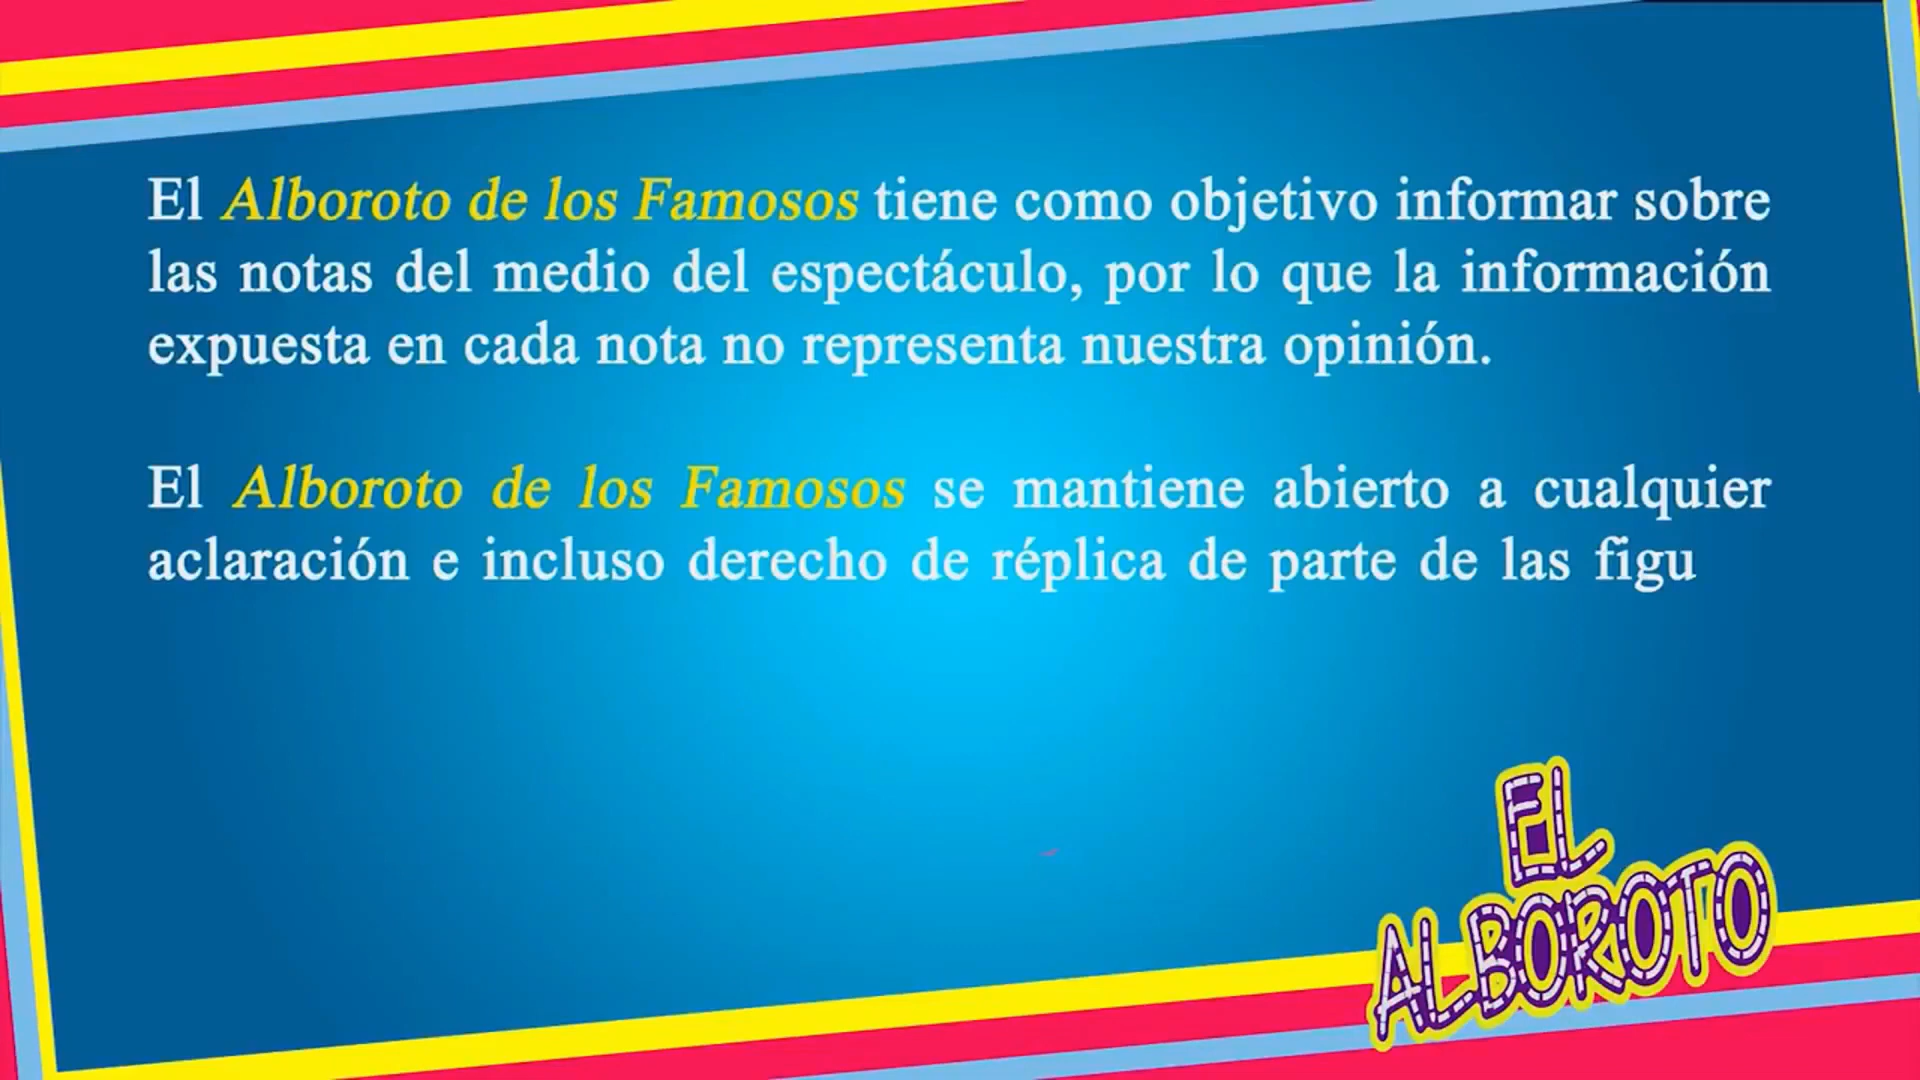 El Alboroto de los Famosos tiene como objetivo informar sobre
las notas del medio del espectáculo, por lo que la información
expuesta en cada nota no representa nuestra opinión.
El Alboroto de los Famosos se mantiene abierto a cualquier
aclaración e incluso derecho de réplica de parte de las figu
EL
ALBOROTO